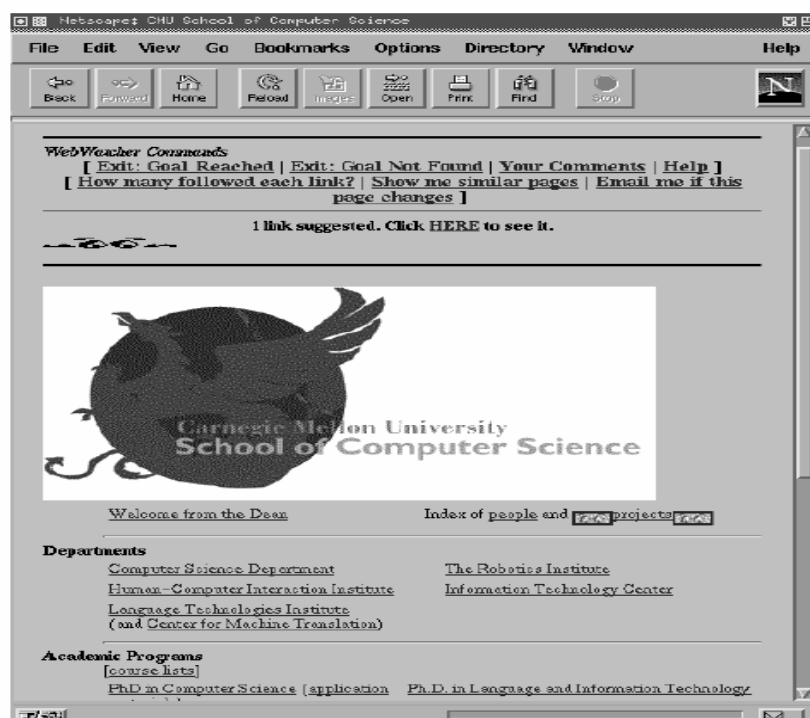 Netscape: CMU School of Computer Science
File Edit View Go Bookmarks Options Directory Window Help
Back Forward Home Reload Images Open Print Find Stop
N
WebWatcher Commands
[ Exit: Goal Reached | Exit: Goal Not Found | Your Comments | Help ]
[ How many followed each link? | Show me similar pages | Email me if this
page changes ]
1 link suggested. Click HERE to see it.
Carnegie Mellon University
School of Computer Science
Welcome from the Dean Index of people and projects
Departments
Computer Science Department The Robotics Institute
Human-Computer Interaction Institute Information Technology Center
Language Technologies Institute
(and Center for Machine Translation)
Academic Programs
[course lists]
PhD in Computer Science [application Ph.D. in Language and Information Technology